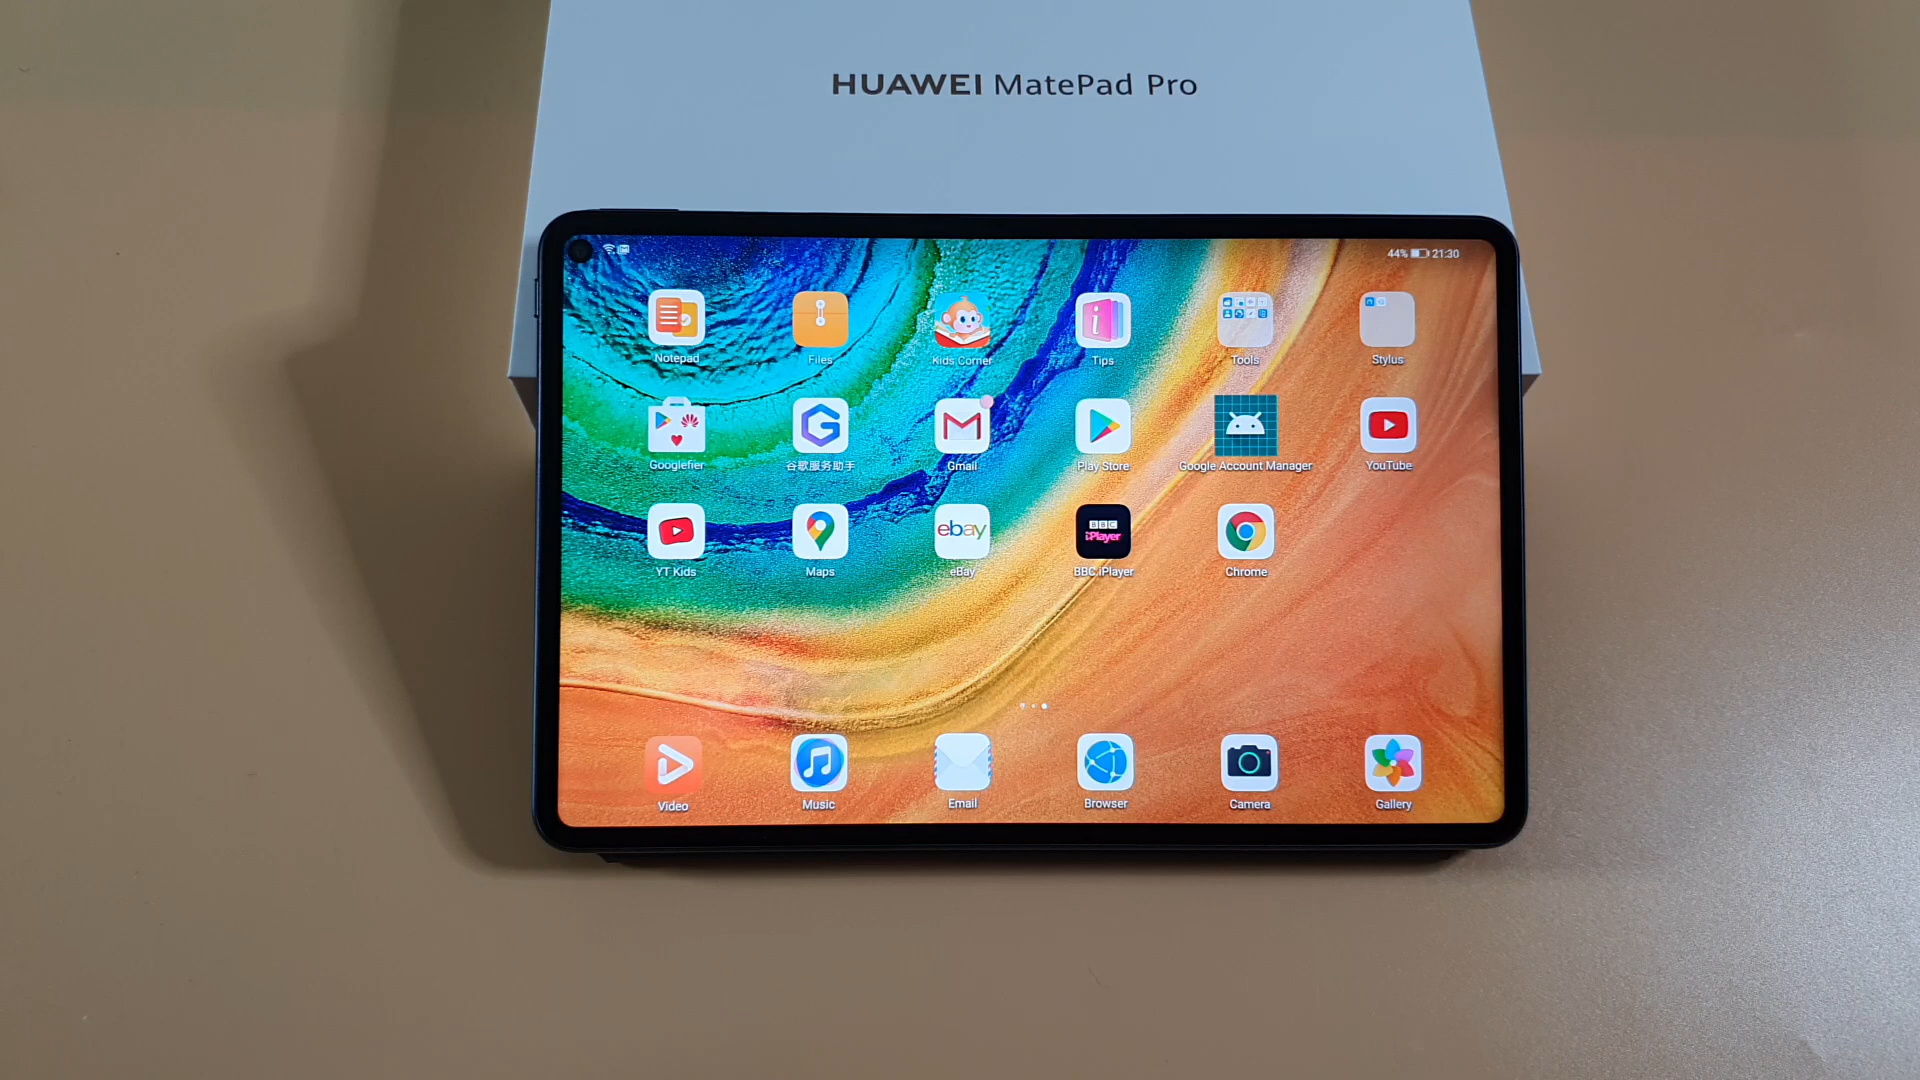 HUAWEI MatePad Pro
44% 21:30
Notepad Files Kids Corner Tips Tools Stylus
Googlefier 谷歌服务助手 Gmail Play Store Google Account Manager YouTube
ebay BBC iPlayer
YT Kids Maps eBay BBC iPlayer Chrome
Video Music Email Browser Camera Gallery